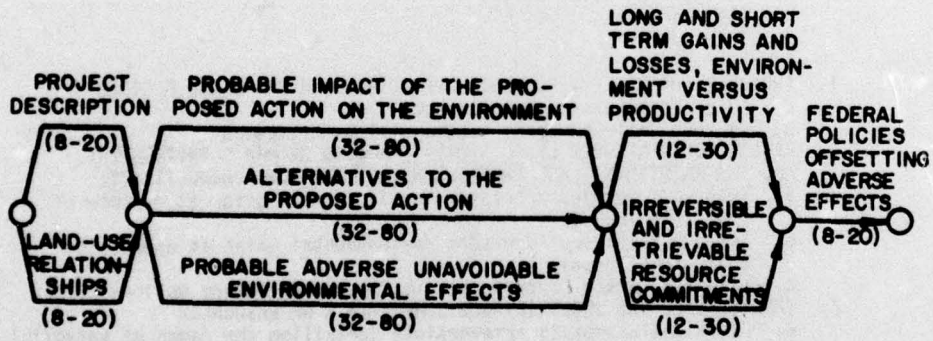 PROJECT
DESCRIPTION
(8-20)
LAND-USE
RELATION-
SHIPS
(8-20)
PROBABLE IMPACT OF THE PRO-
POSED ACTION ON THE ENVIRONMENT
(32-80)
ALTERNATIVES TO THE
PROPOSED ACTION
(32-80)
PROBABLE ADVERSE UNAVOIDABLE
ENVIRONMENTAL EFFECTS
(32-80)
LONG AND SHORT
TERM GAINS AND
LOSSES, ENVIRON-
MENT VERSUS
PRODUCTIVITY
(12-30)
IRREVERSIBLE
AND IRRE-
TRIEVABLE
RESOURCE
COMMITMENTS
(12-30)
FEDERAL
POLICIES
OFFSETTING
ADVERSE
EFFECTS
(8-20)